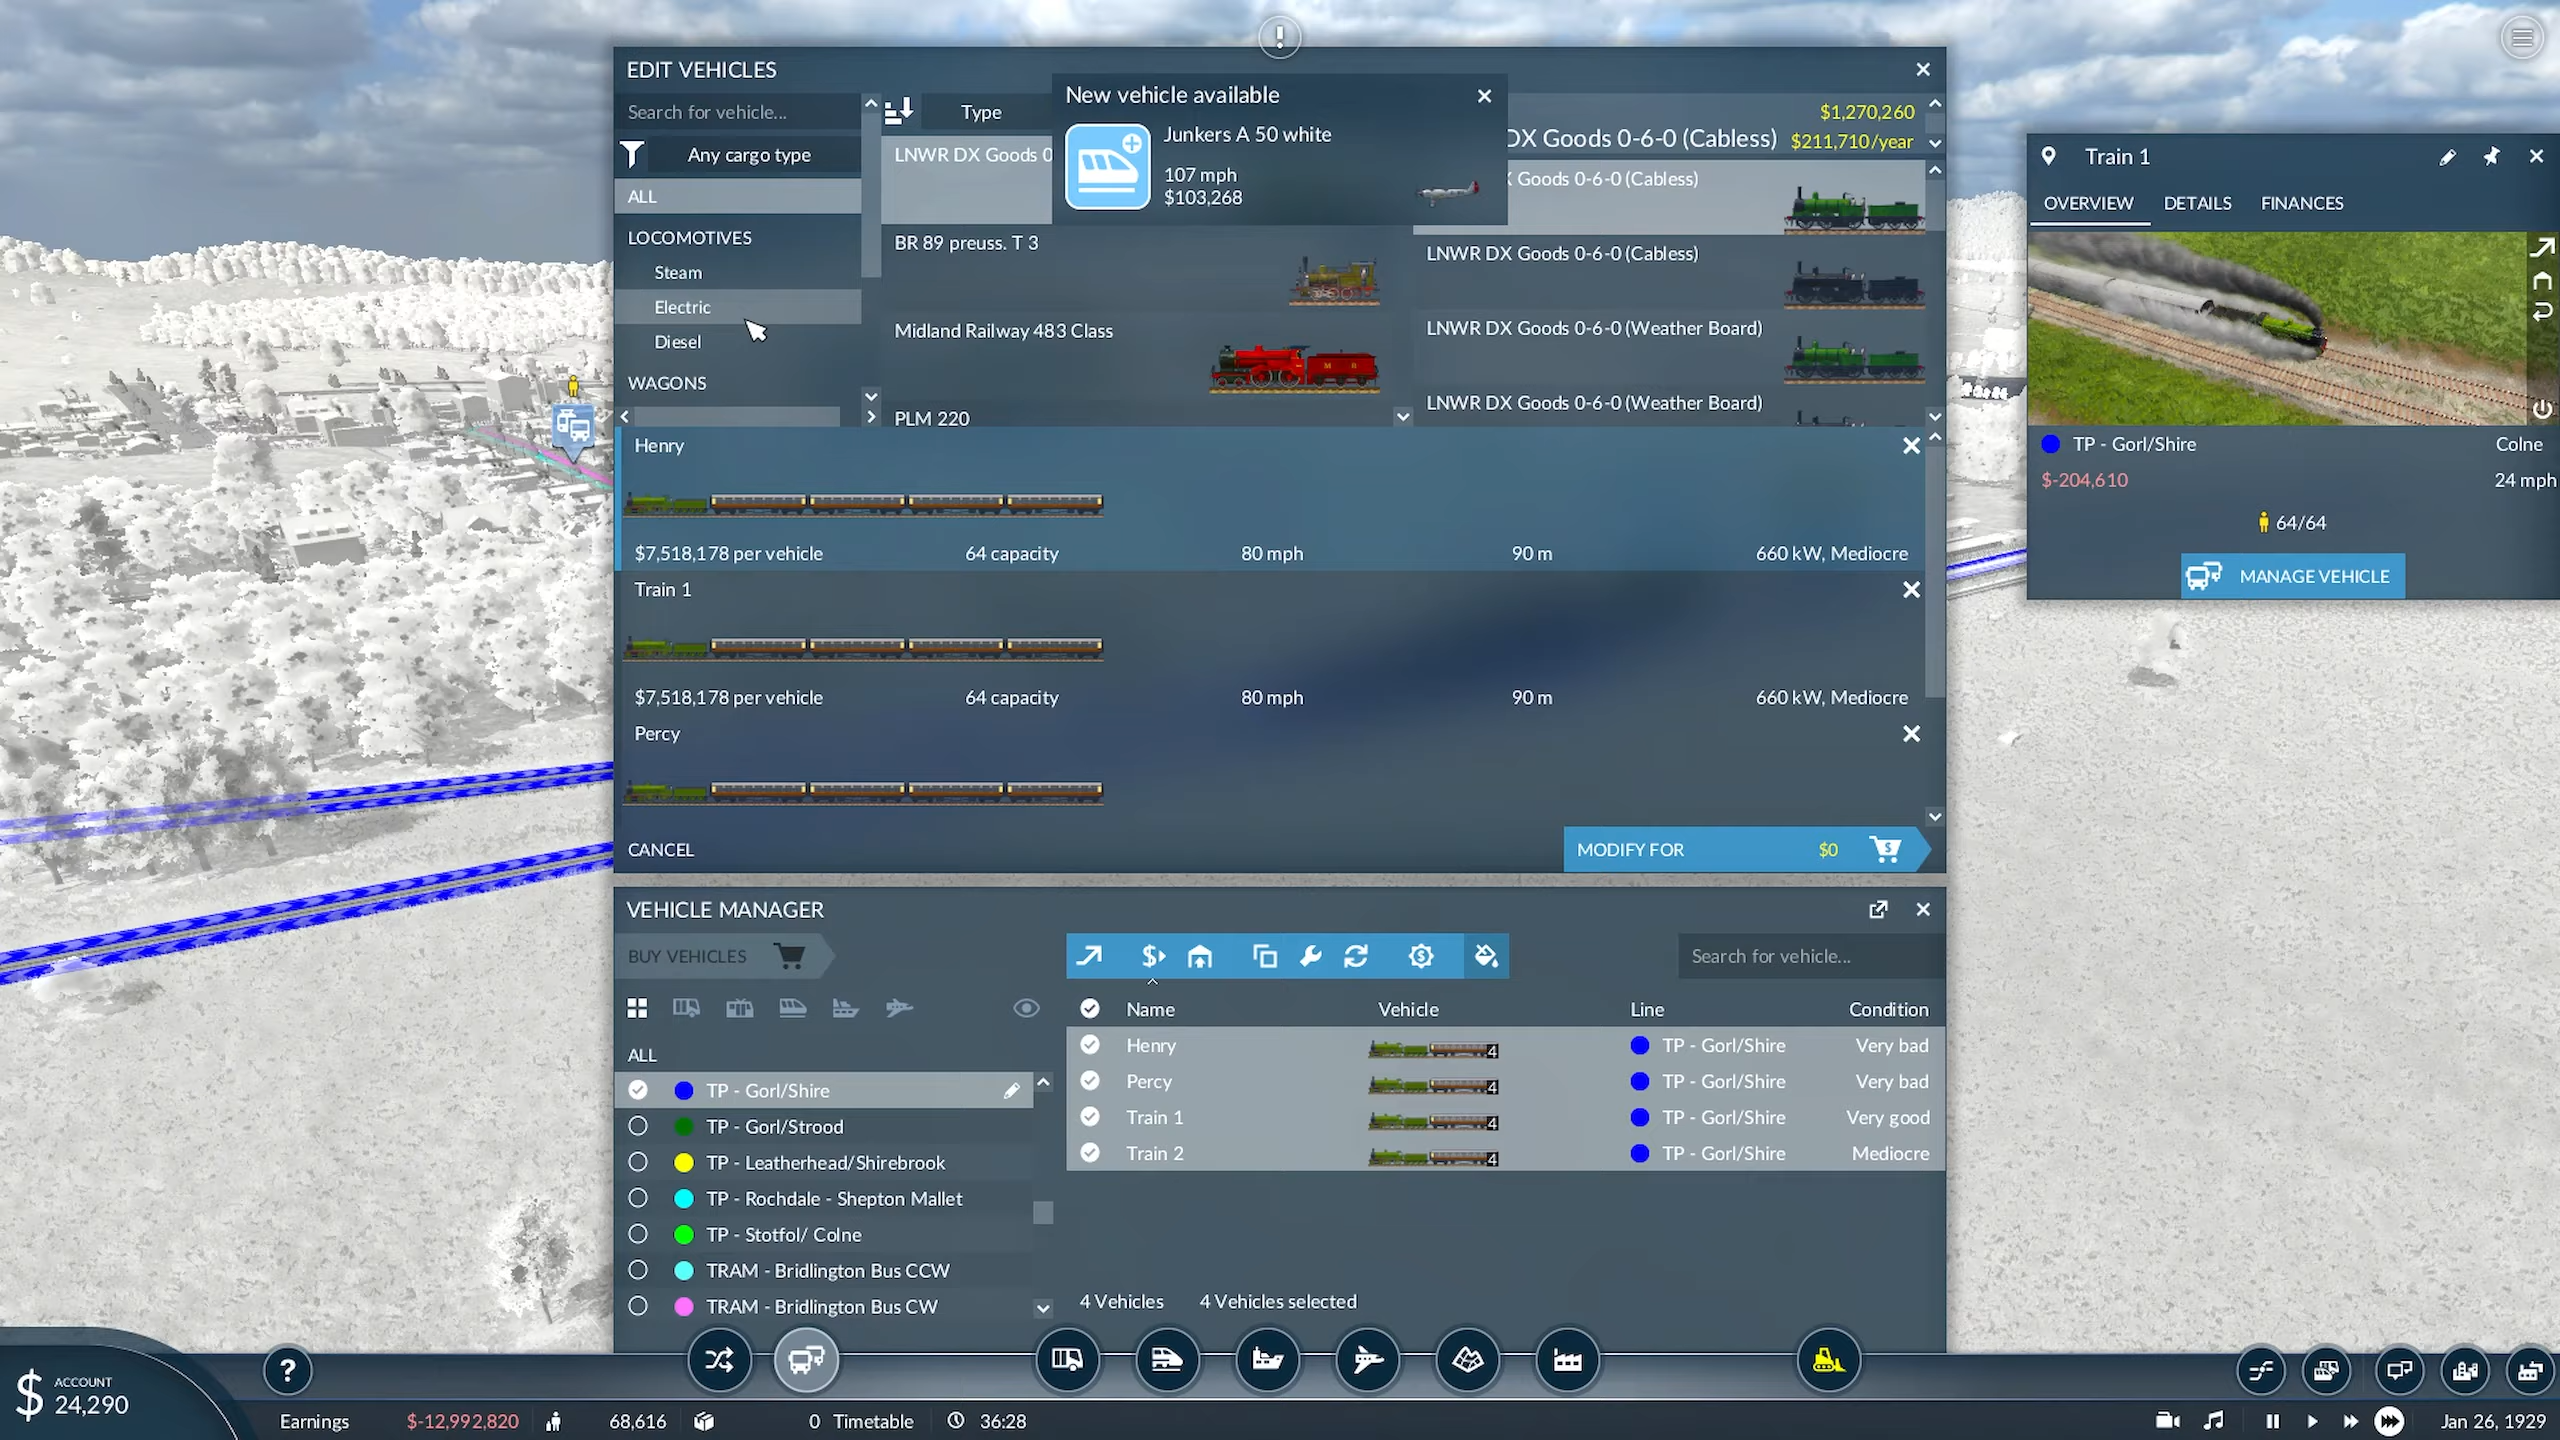 EDIT VEHICLES
Search for vehicle...
Type
Any cargo type
ALL
LOCOMOTIVES
Steam
Electric
Diesel
WAGONS
New vehicle available
Junkers A 50 white
107 mph
$103,268
LNWR DX Goods 0
BR 89 preuss. T 3
Midland Railway 483 Class
M R
PLM 220
$1,270,260
DX Goods 0-6-0 (Cabless)
$211,710/year
Goods 0-6-0 (Cabless)
LNWR DX Goods 0-6-0 (Cabless)
LNWR DX Goods 0-6-0 (Weather Board)
LNWR DX Goods 0-6-0 (Weather Board)
Henry
$7,518,178 per vehicle 64 capacity 80 mph 90 m 660 kW, Mediocre
Train 1
$7,518,178 per vehicle 64 capacity 80 mph 90 m 660 kW, Mediocre
Percy
CANCEL
MODIFY FOR $0
Train 1
OVERVIEW DETAILS FINANCES
TP - Gorl/Shire Colne
$-204,610 24 mph
64/64
MANAGE VEHICLE
VEHICLE MANAGER
BUY VEHICLES
Search for vehicle...
ALL
TP - Gorl/Shire
TP - Gorl/Strood
TP - Leatherhead/Shirebrook
TP - Rochdale - Shepton Mallet
TP - Stotfol/ Colne
TRAM - Bridlington Bus CCW
TRAM - Bridlington Bus CW
Name Vehicle Line Condition
Henry 4 TP - Gorl/Shire Very bad
Percy 4 TP - Gorl/Shire Very bad
Train 1 4 TP - Gorl/Shire Very good
Train 2 4 TP - Gorl/Shire Mediocre
4 Vehicles 4 Vehicles selected
$ ACCOUNT
24,290
?
Earnings $-12,992,820 68,616 0 Timetable 36:28 Jan 26, 1929